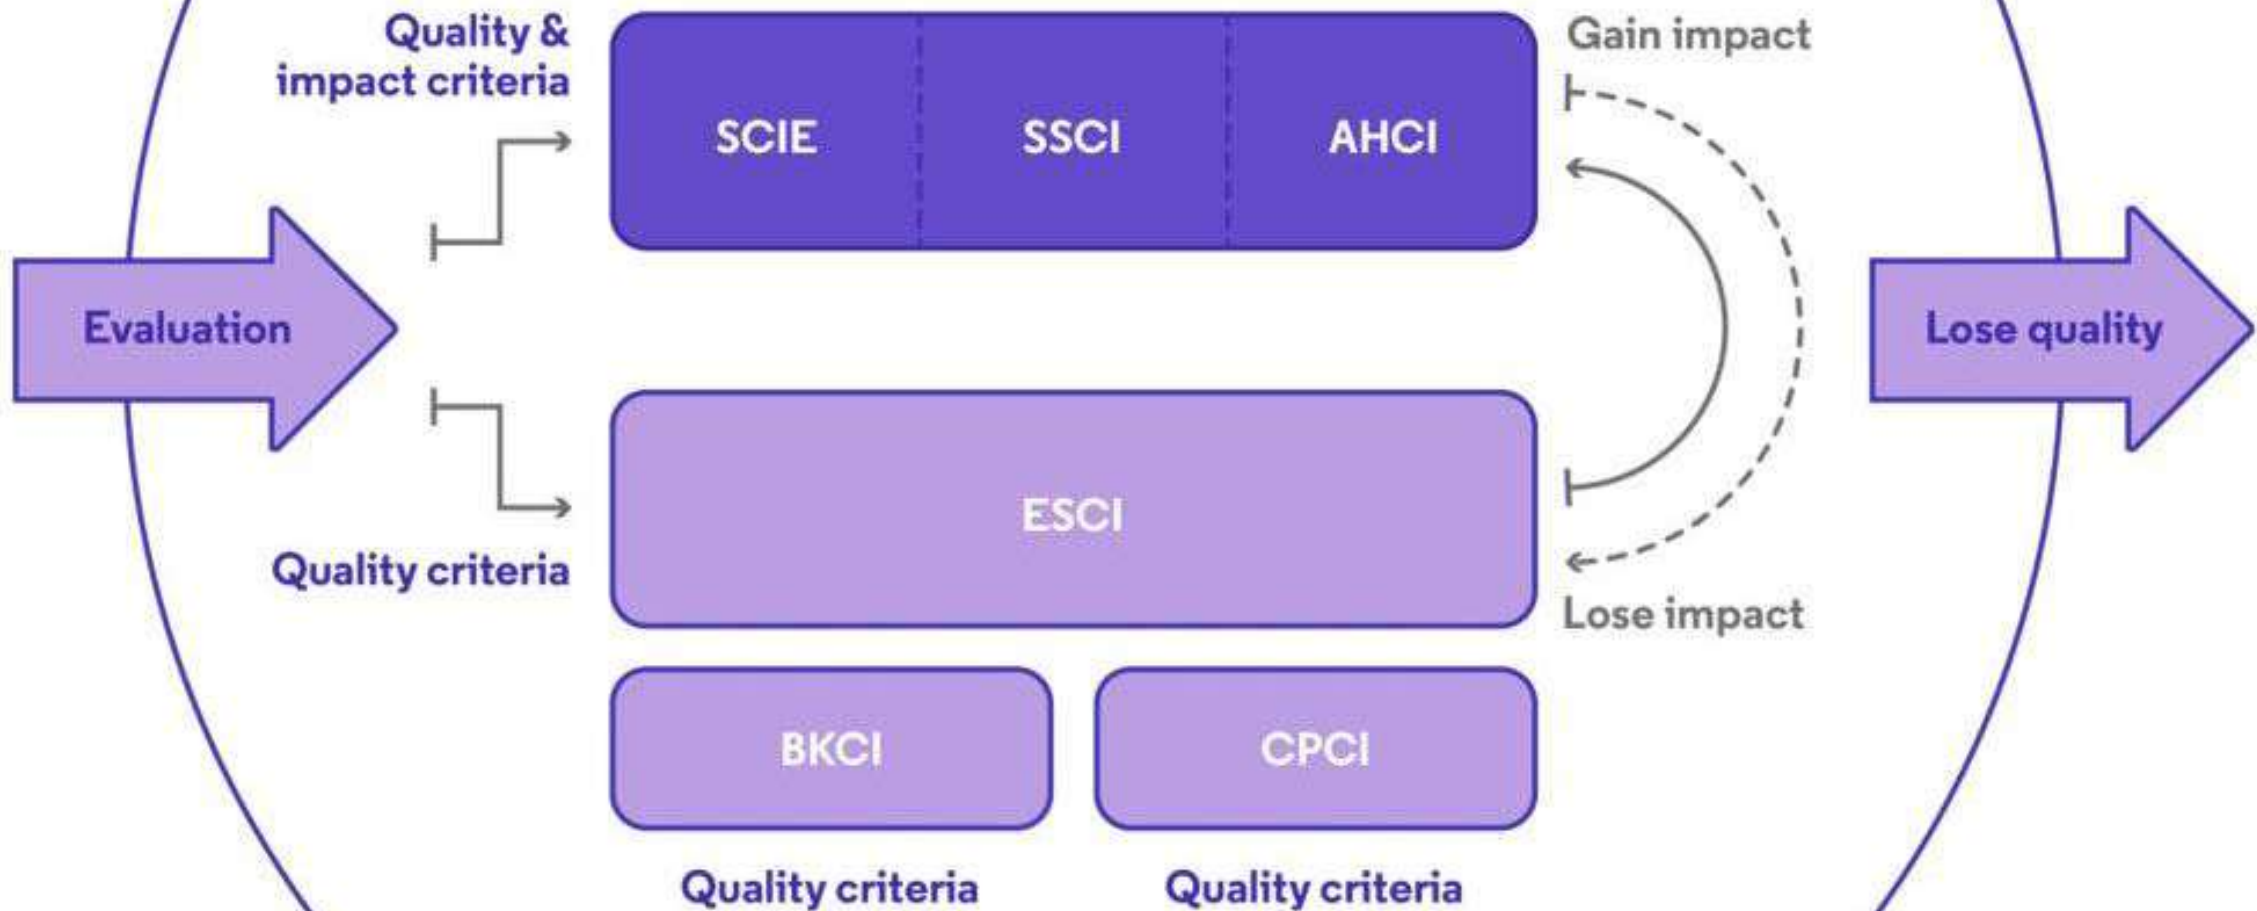 Quality &
impact criteria
SCIE
SSCI
AHCI
Gain impact
Evaluation
Lose quality
ESCI
Quality criteria
Lose impact
BKCI
CPCI
Quality criteria
Quality criteria